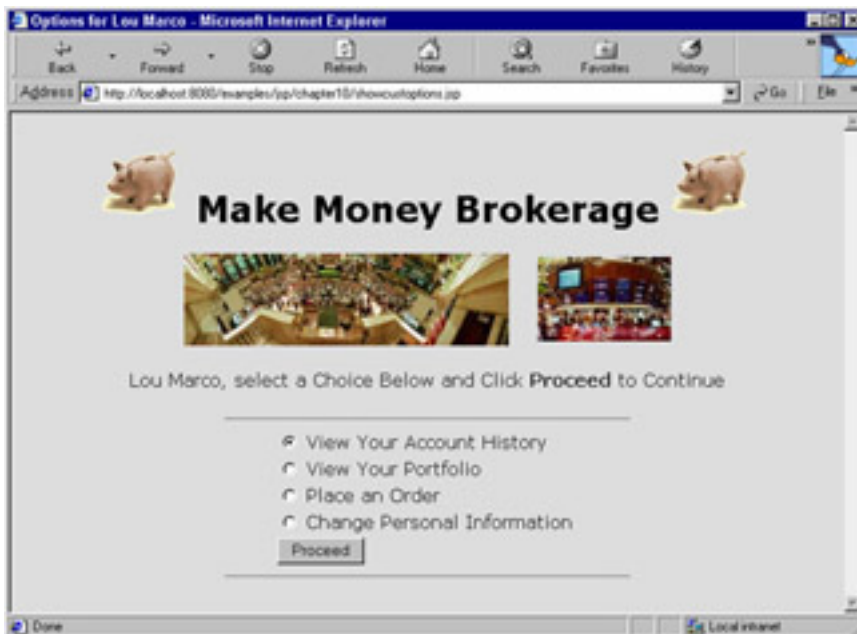 Options for Lou Marco - Microsoft Internet Explorer
Back Forward Stop Refresh Home Search Favorites History
Address http://localhost:8080/examples/jsp/chapter10/showcustoptions.jsp Go File
Make Money Brokerage
Lou Marco, select a Choice Below and Click Proceed to Continue
View Your Account History
View Your Portfolio
Place an Order
Change Personal Information
Proceed
Done Local intranet